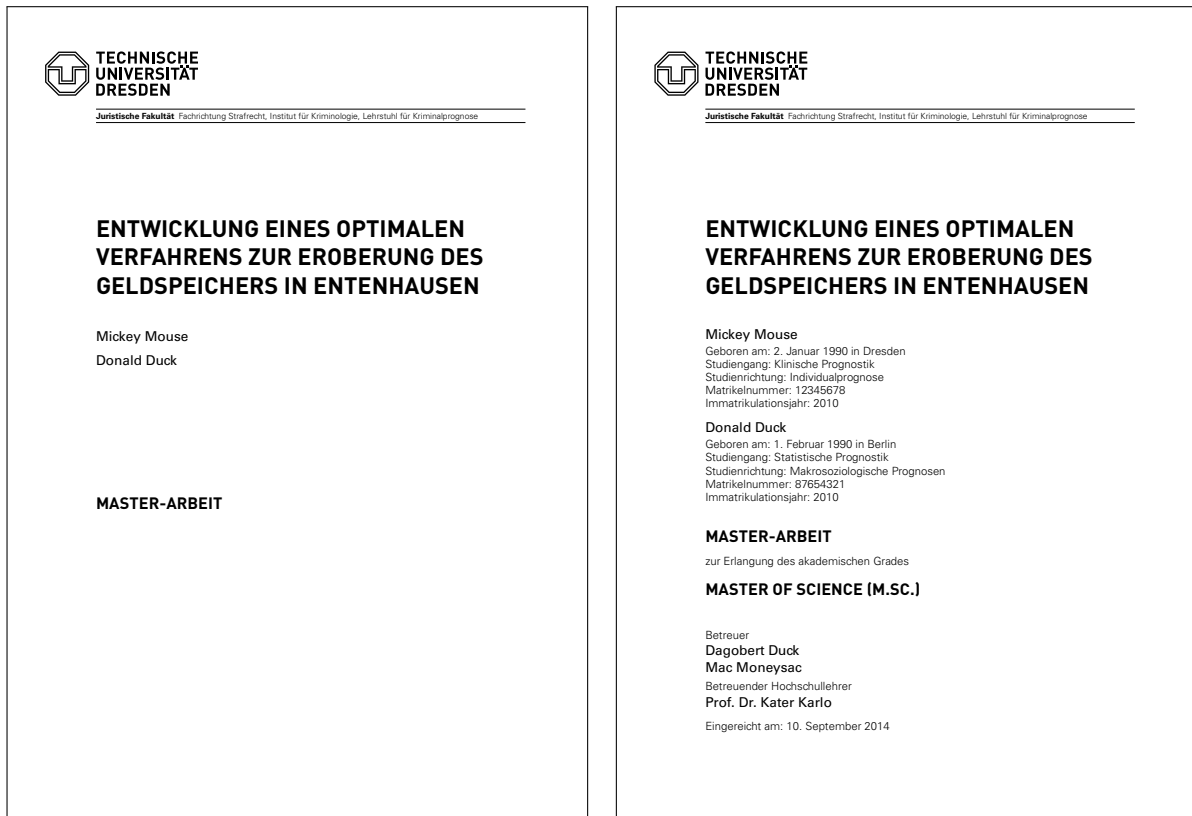 TECHNISCHE
UNIVERSITÄT
DRESDEN
Juristische Fakultät Fachrichtung Strafrecht, Institut für Kriminologie, Lehrstuhl für Kriminalprognose
ENTWICKLUNG EINES OPTIMALEN
VERFAHRENS ZUR EROBERUNG DES
GELDSPEICHERS IN ENTENHAUSEN
Mickey Mouse
Donald Duck
MASTER-ARBEIT
TECHNISCHE
UNIVERSITÄT
DRESDEN
Juristische Fakultät Fachrichtung Strafrecht, Institut für Kriminologie, Lehrstuhl für Kriminalprognose
ENTWICKLUNG EINES OPTIMALEN
VERFAHRENS ZUR EROBERUNG DES
GELDSPEICHERS IN ENTENHAUSEN
Mickey Mouse
Geboren am: 2. Januar 1990 in Dresden
Studiengang: Klinische Prognostik
Studienrichtung: Individualprognose
Matrikelnummer: 12345678
Immatrikulationsjahr: 2010
Donald Duck
Geboren am: 1. Februar 1990 in Berlin
Studiengang: Statistische Prognostik
Studienrichtung: Makrosoziologische Prognosen
Matrikelnummer: 87654321
Immatrikulationsjahr: 2010
MASTER-ARBEIT
zur Erlangung des akademischen Grades
MASTER OF SCIENCE (M.SC.)
Betreuer
Dagobert Duck
Mac Moneysac
Betreuender Hochschullehrer
Prof. Dr. Kater Karlo
Eingereicht am: 10. September 2014